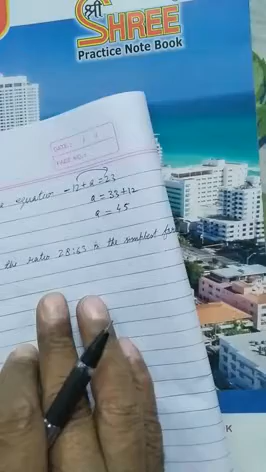 श्री
SHREE
Practice Note Book
DATE: / /
PAGE NO.:
equation -12+a=33
a = 33+12
a = 45
the ratio 28:63 in the simplest for
K